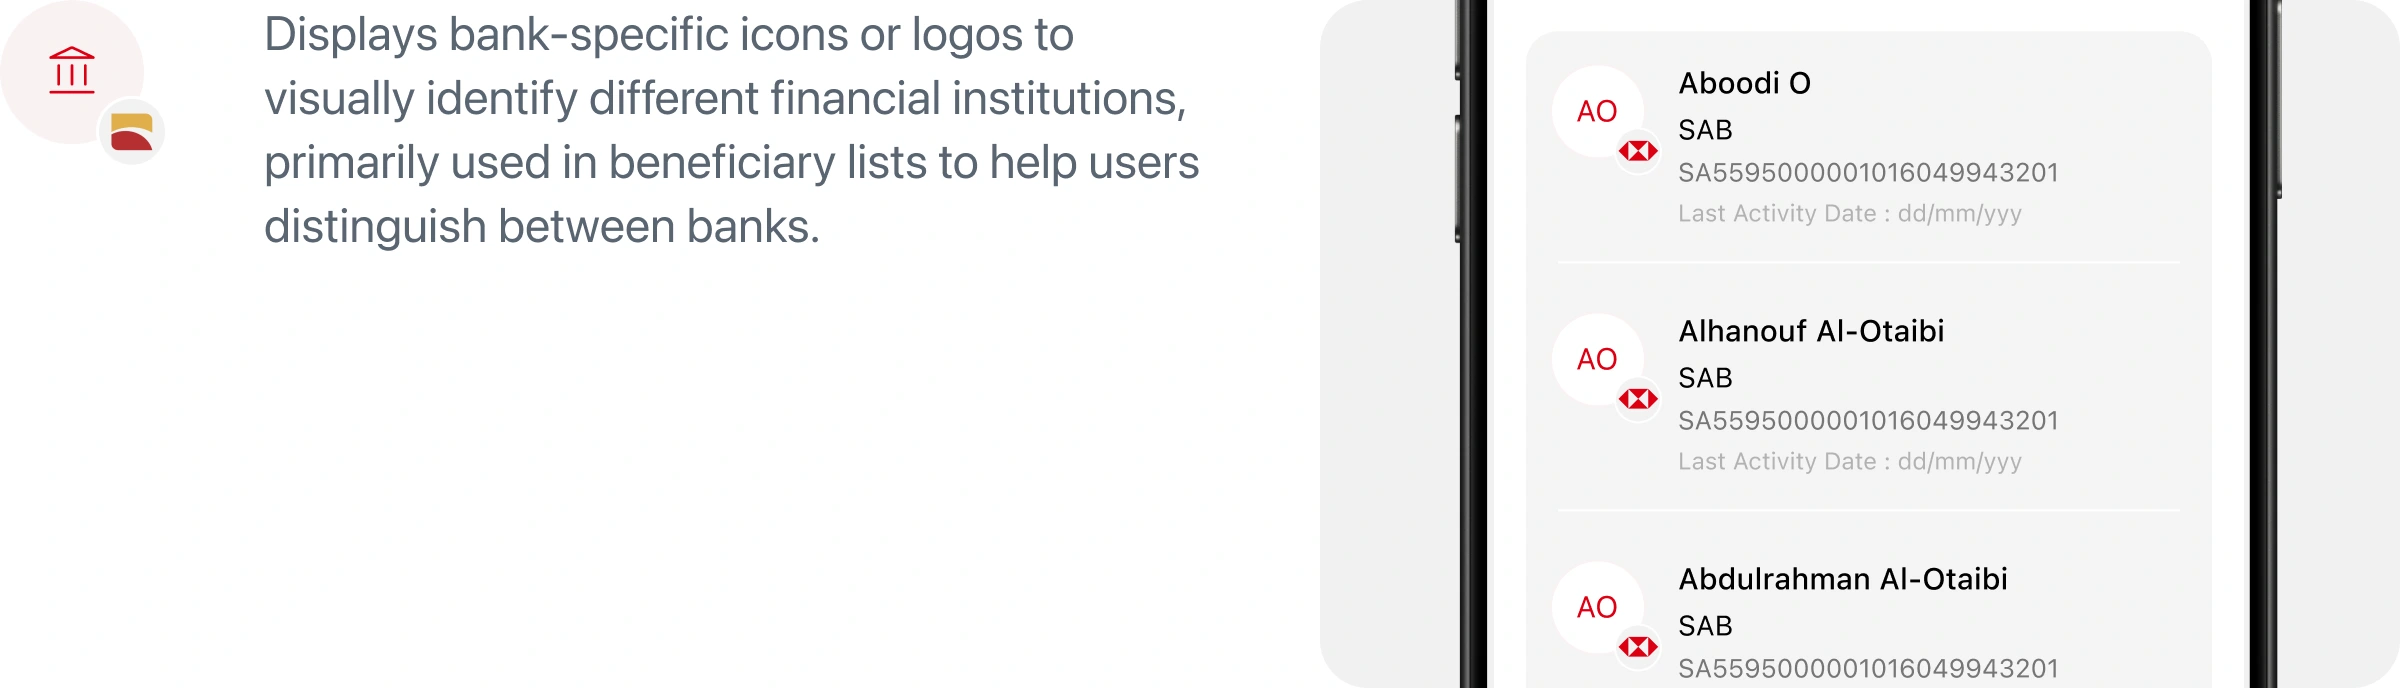 Displays bank-specific icons or logos to
visually identify different financial institutions,
primarily used in beneficiary lists to help users
distinguish between banks.
AO
Aboodi O
SAB
SA5595000001016049943201
Last Activity Date : dd/mm/yyy
AO
Alhanouf Al-Otaibi
SAB
SA5595000001016049943201
Last Activity Date : dd/mm/yyy
AO
Abdulrahman Al-Otaibi
SAB
SA5595000001016049943201